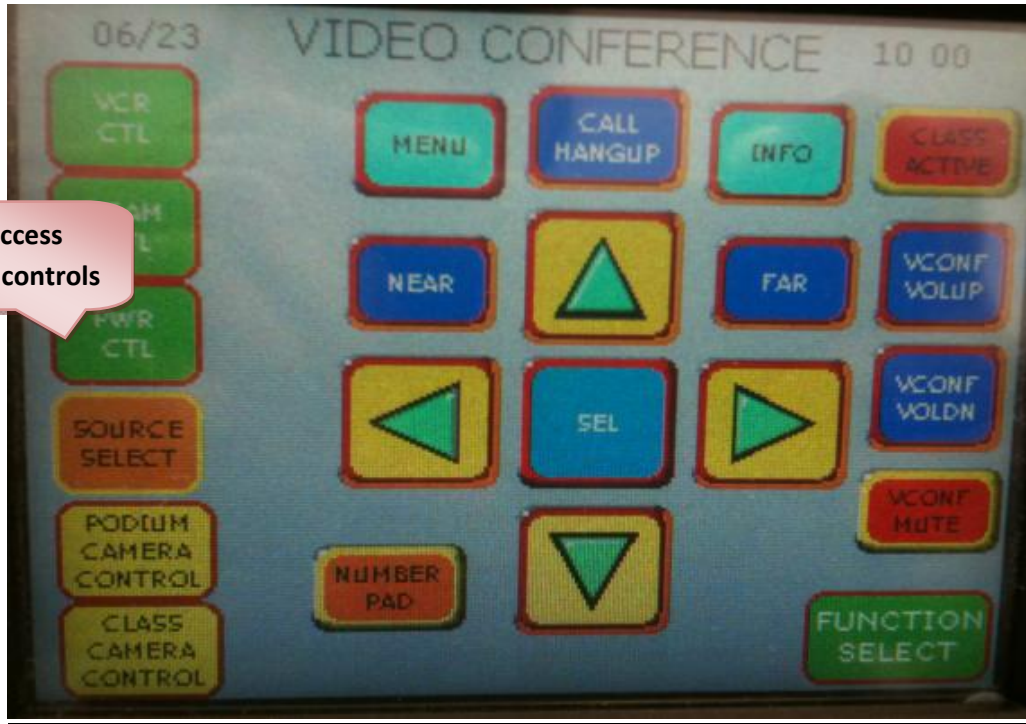 06/23
VIDEO CONFERENCE
10 00
VCR
CTL
MENU
CALL
HANGUP
INFO
CLASS
ACTIVE
AM
ccess
controls
NEAR
FAR
VCONF
VOLUP
PWR
CTL
SOURCE
SELECT
SEL
VCONF
VOLDN
PODIUM
CAMERA
CONTROL
NUMBER
PAD
VCONF
MUTE
CLASS
CAMERA
CONTROL
FUNCTION
SELECT